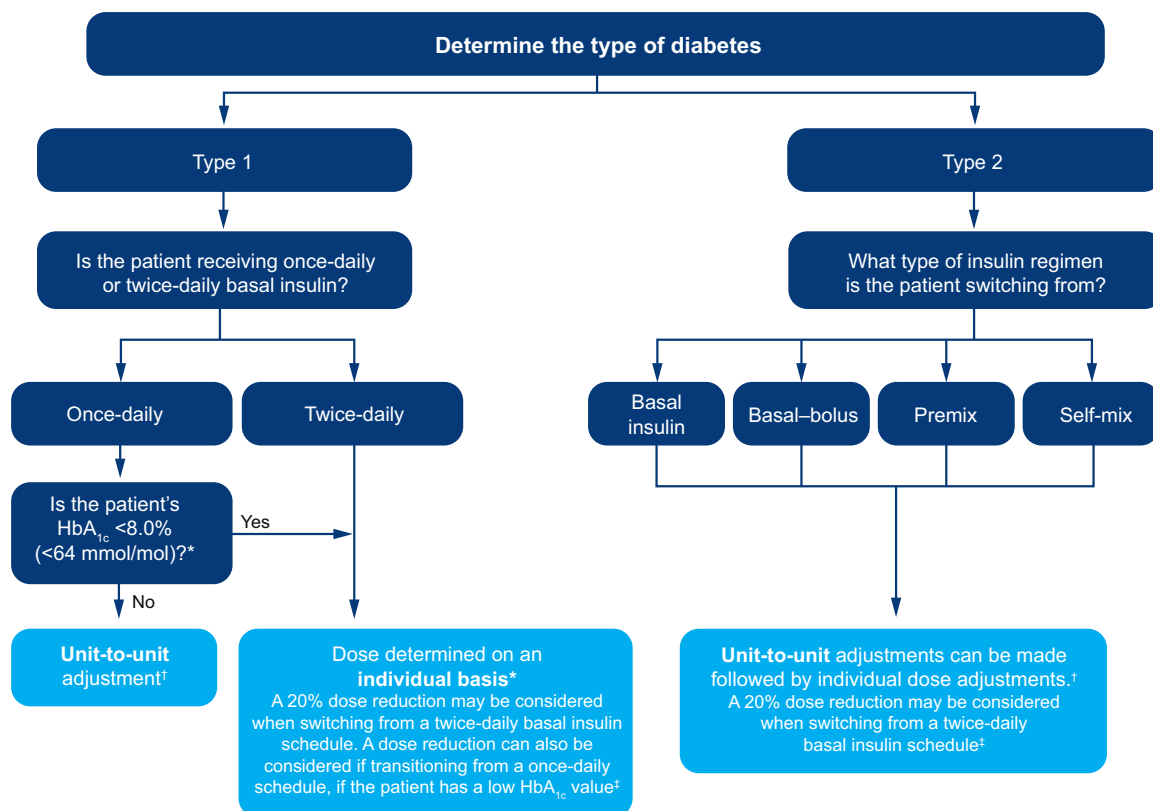 Determine the type of diabetes
Type 1
Type 2
Is the patient receiving once-daily
or twice-daily basal insulin?
What type of insulin regimen
is the patient switching from?
Once-daily
Twice-daily
Basal
insulin
Basal–bolus
Premix
Self-mix
Is the patient’s
HbA1c <8.0%
(<64 mmol/mol)?*
Yes
No
Unit-to-unit
adjustment†
Dose determined on an
individual basis*
A 20% dose reduction may be considered
when switching from a twice-daily basal insulin
schedule. A dose reduction can also be
considered if transitioning from a once-daily
schedule, if the patient has a low HbA1c value‡
Unit-to-unit adjustments can be made
followed by individual dose adjustments.†
A 20% dose reduction may be considered
when switching from a twice-daily
basal insulin schedule‡